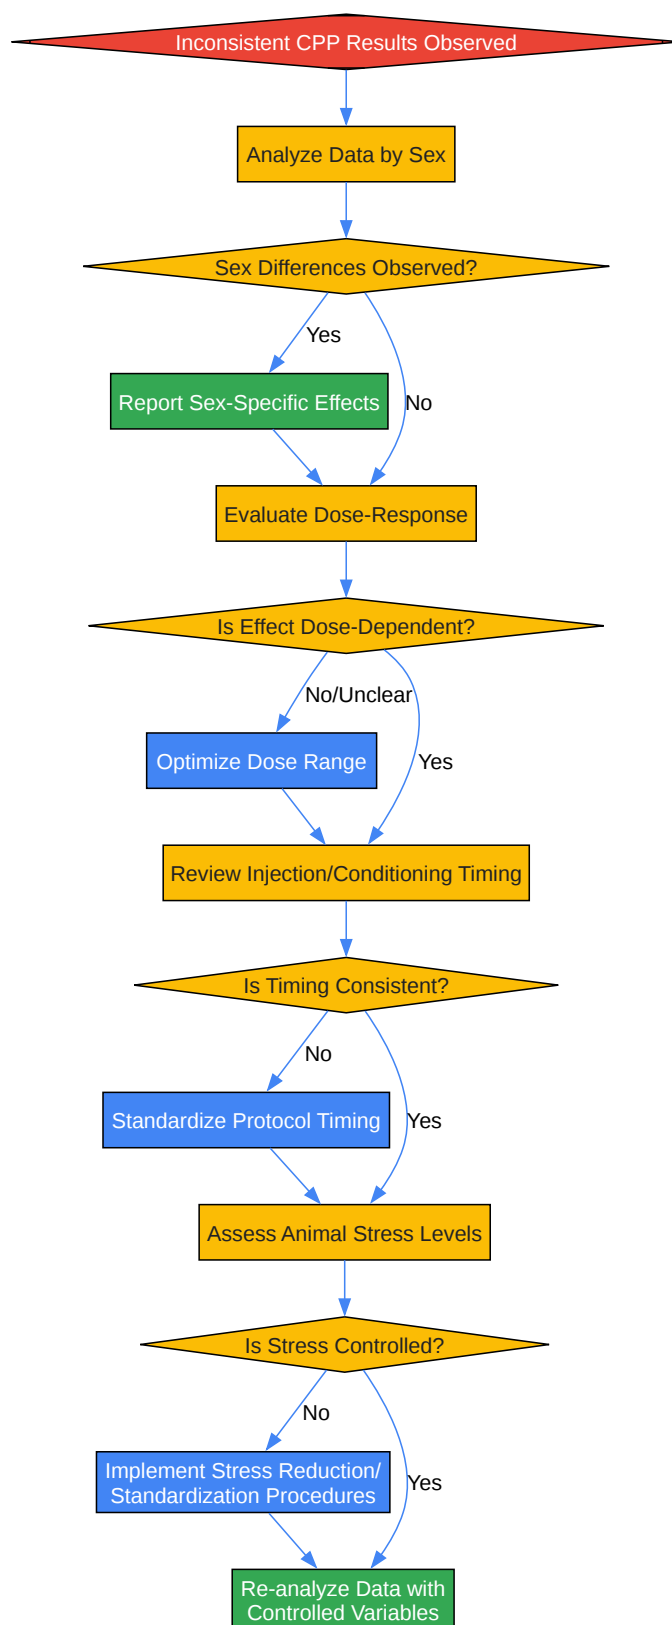 Inconsistent CPP Results Observed
Analyze Data by Sex
Sex Differences Observed?
Yes
Report Sex-Specific Effects
No
Evaluate Dose-Response
Is Effect Dose-Dependent?
No/Unclear
Optimize Dose Range
Yes
Review Injection/Conditioning Timing
Is Timing Consistent?
No
Standardize Protocol Timing
Yes
Assess Animal Stress Levels
Is Stress Controlled?
No
Implement Stress Reduction/
Standardization Procedures
Yes
Re-analyze Data with
Controlled Variables